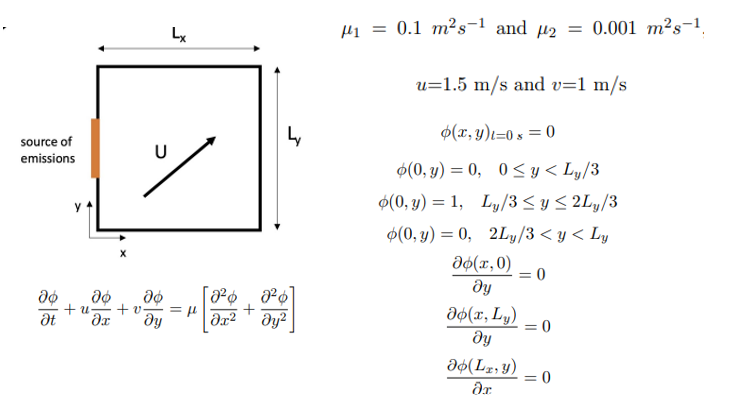 Lx
μ₁ = 0.1 m²s⁻¹ and μ₂ = 0.001 m²s⁻¹,
u=1.5 m/s and v=1 m/s
source of
emissions
U
Ly
y
x
ϕ(x, y)ₜ₌₀ ₛ = 0
ϕ(0, y) = 0, 0 ≤ y < Ly/3
ϕ(0, y) = 1, Ly/3 ≤ y ≤ 2Ly/3
ϕ(0, y) = 0, 2Ly/3 < y < Ly
∂ϕ(x, 0)/∂y = 0
∂ϕ(x, Ly)/∂y = 0
∂ϕ(Lx, y)/∂x = 0
∂ϕ/∂t + u ∂ϕ/∂x + v ∂ϕ/∂y = μ [∂²ϕ/∂x² + ∂²ϕ/∂y²]